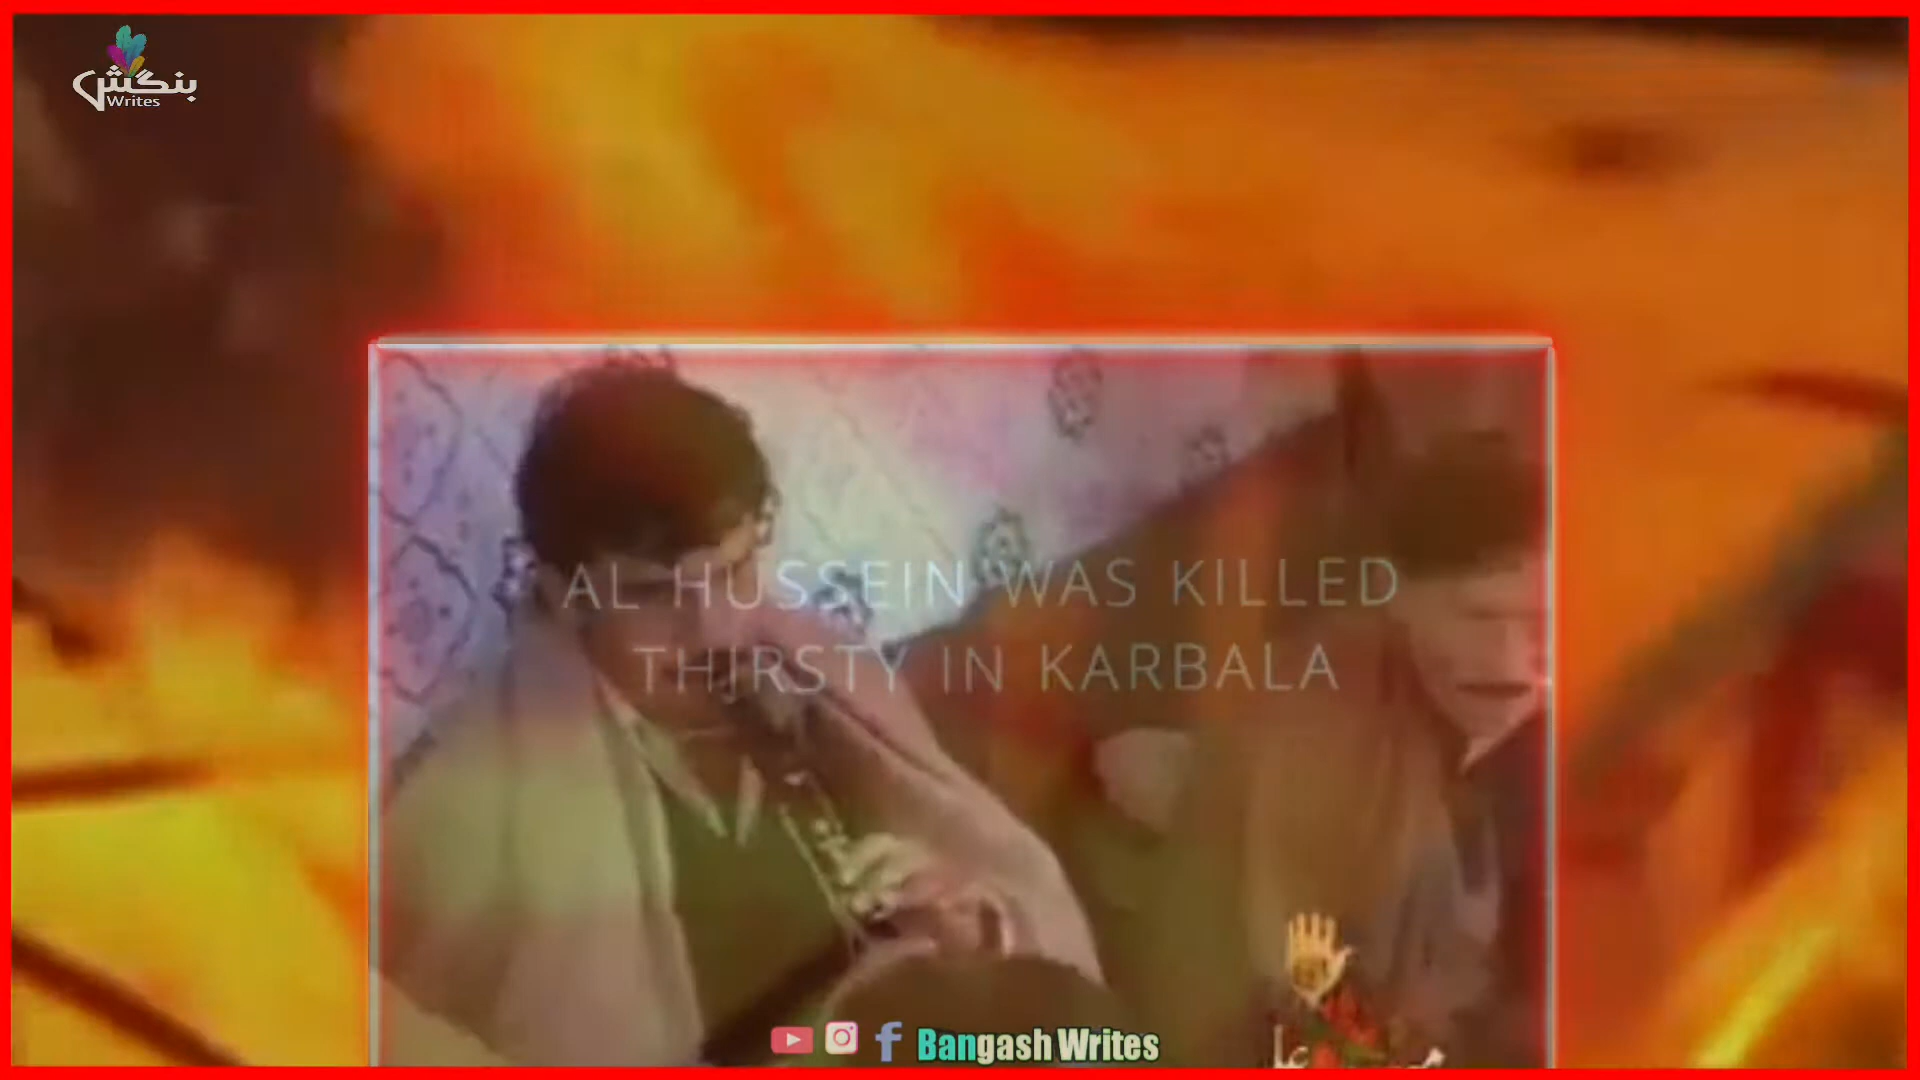 بنگش
Writes
AL HUSSEIN WAS KILLED
THIRSTY IN KARBALA
Bangash Writes